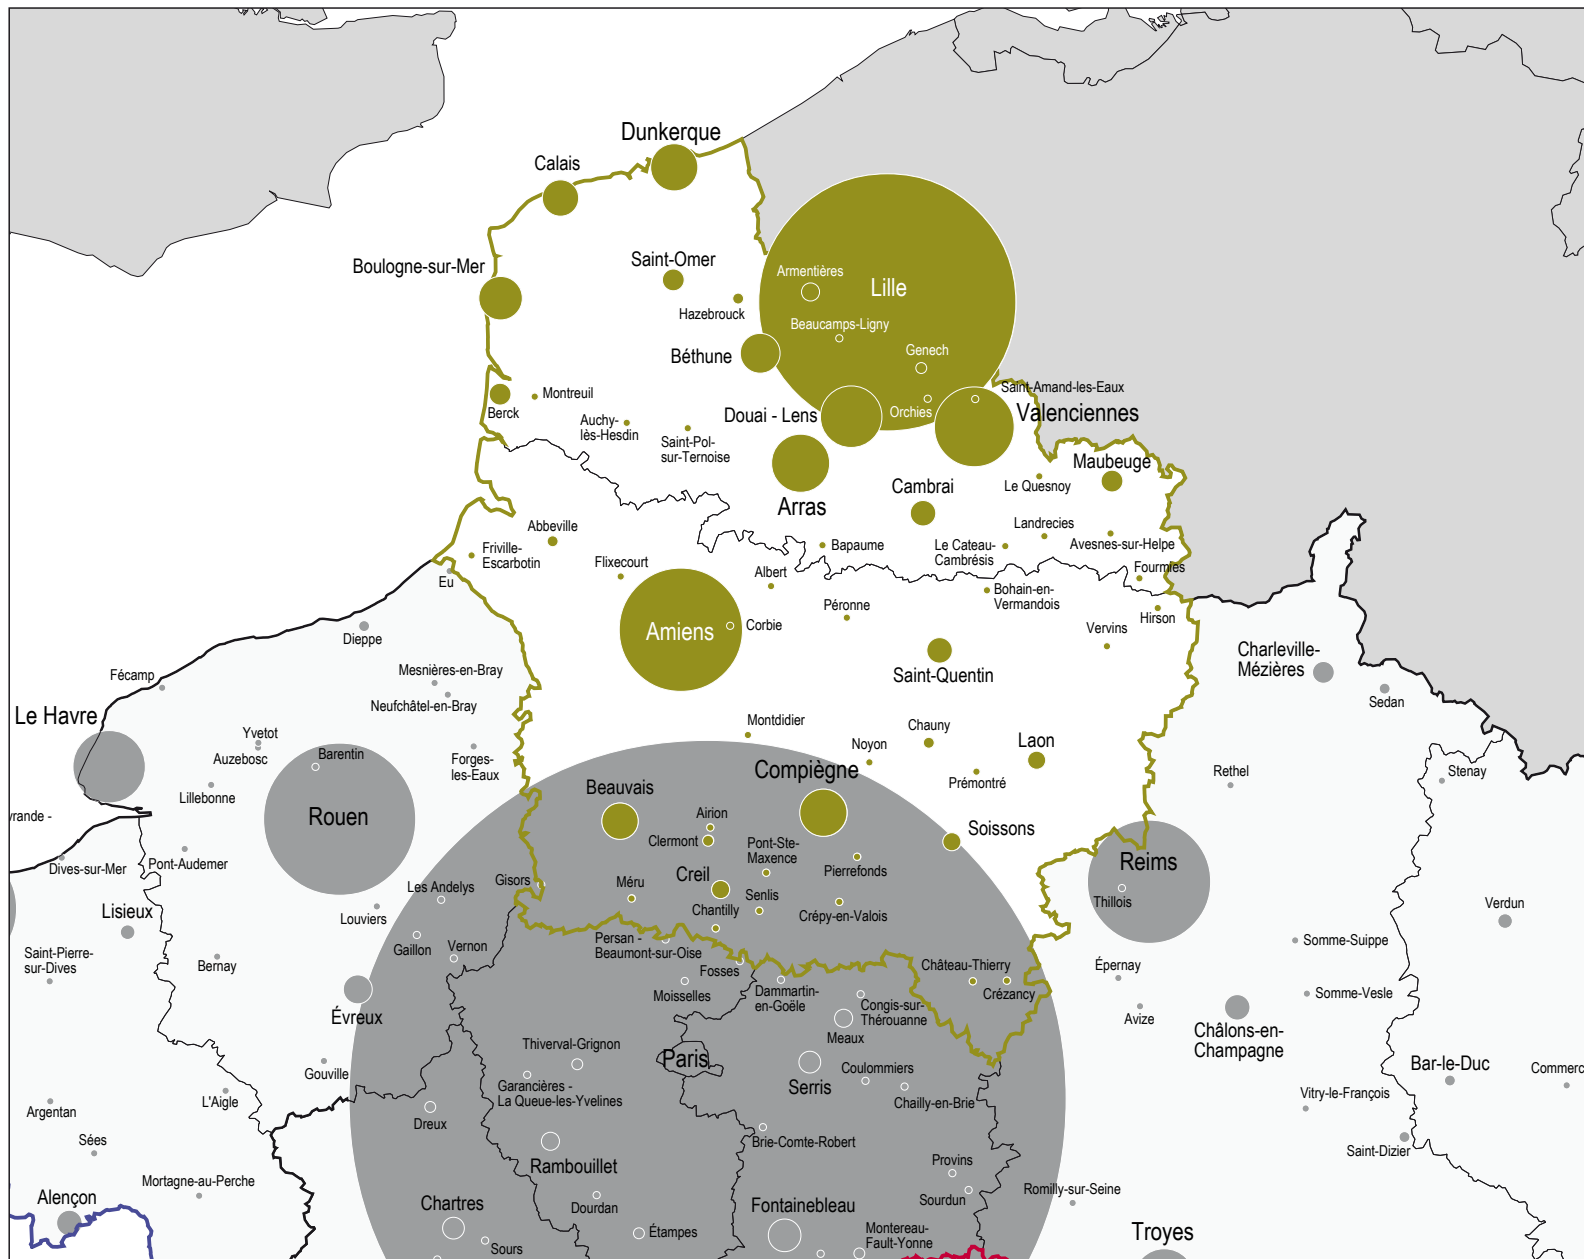 Dunkerque
Calais
Saint-Omer
Boulogne-sur-Mer
Armentières
Lille
Hazebrouck
Beaucamps-Ligny
Béthune
Genech
Saint-Amand-les-Eaux
Montreuil
Berck
Orchies
Valenciennes
Auchy-
lès-Hesdin
Douai - Lens
Saint-Pol-
sur-Ternoise
Maubeuge
Cambrai
Le Quesnoy
Arras
Abbeville
Landrecies
Friville-
Escarbotin
Bapaume
Le Cateau-
Cambrésis
Avesnes-sur-Helpe
Flixecourt
Albert
Fourmies
Eu
Bohain-en-
Vermandois
Péronne
Hirson
Amiens
Corbie
Vervins
Dieppe
Charleville-
Mézières
Saint-Quentin
Fécamp
Mesnières-en-Bray
Neufchâtel-en-Bray
Sedan
Le Havre
Montdidier
Chauny
Yvetot
Auzebosc
Barentin
Noyon
Laon
Forges-
les-Eaux
Compiègne
Rethel
Stenay
Prémontré
Beauvais
Lillebonne
Airion
vrande -
Rouen
Soissons
Clermont
Pont-Ste-
Maxence
Dives-sur-Mer
Pont-Audemer
Reims
Pierrefonds
Creil
Gisors
Méru
Les Andelys
Senlis
Thillois
Lisieux
Louviers
Chantilly
Crépy-en-Valois
Verdun
Saint-Pierre-
sur-Dives
Gaillon
Vernon
Persan -
Beaumont-sur-Oise
Somme-Suippe
Bernay
Fosses
Château-Thierry
Épernay
Moisselles
Dammartin-
en-Goële
Crézancy
Somme-Vesle
Congis-sur-
Thérouanne
Évreux
Avize
Châlons-en-
Champagne
Meaux
Thiverval-Grignon
Paris
Gouville
Serris
Coulommiers
Bar-le-Duc
Commerc
Garancières -
La Queue-les-Yvelines
Chailly-en-Brie
Vitry-le-François
L'Aigle
Argentan
Dreux
Sées
Brie-Comte-Robert
Saint-Dizier
Rambouillet
Provins
Mortagne-au-Perche
Romilly-sur-Seine
Alençon
Dourdan
Sourdun
Chartres
Fontainebleau
Étampes
Montereau-
Fault-Yonne
Troyes
Sours